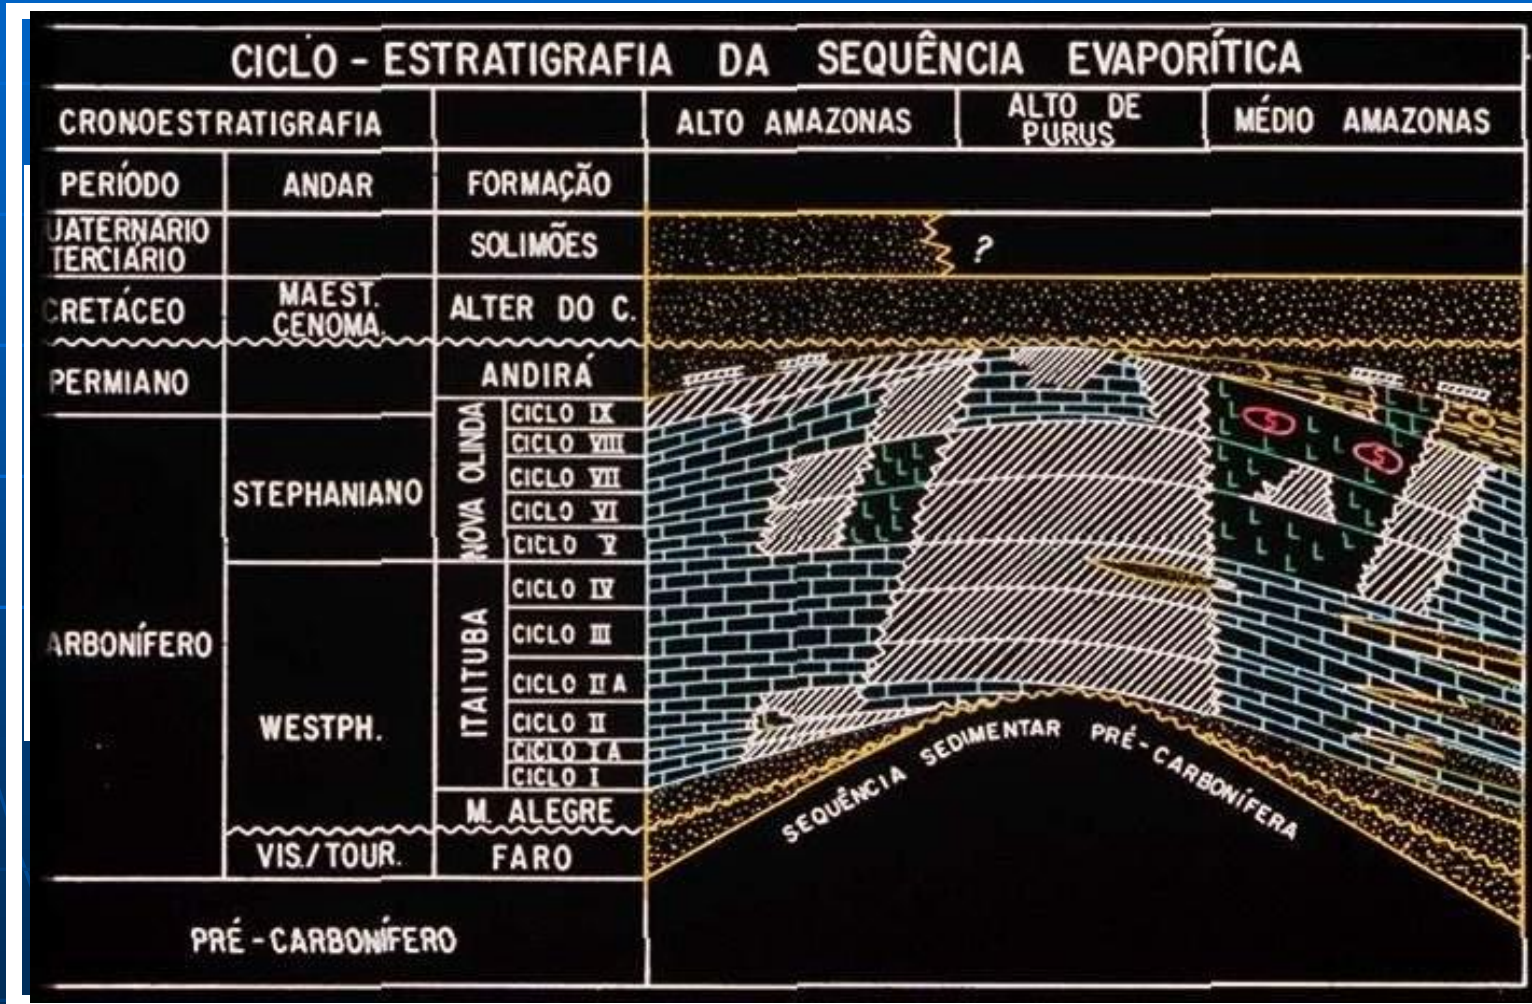 CICLO - ESTRATIGRAFIA DA SEQUÊNCIA EVAPORÍTICA
CRONOESTRATIGRAFIA
ALTO AMAZONAS
ALTO DE
PURUS
MÉDIO AMAZONAS
PERÍODO
ANDAR
FORMAÇÃO
UATERNÁRIO
TERCIÁRIO
SOLIMÕES
?
CRETÁCEO
MAEST.
CENOMA.
ALTER DO C.
PERMIANO
ANDIRÁ
ARBONÍFERO
STEPHANIANO
NOVA OLINDA
CICLO IX
CICLO VIII
CICLO VII
CICLO VI
CICLO V
WESTPH.
ITAITUBA
CICLO IV
CICLO III
CICLO II A
CICLO II
CICLO I A
CICLO I
M. ALEGRE
VIS./TOUR.
FARO
PRÉ - CARBONÍFERO
S
S
SEQUÊNCIA SEDIMENTAR PRÉ - CARBONÍFERA